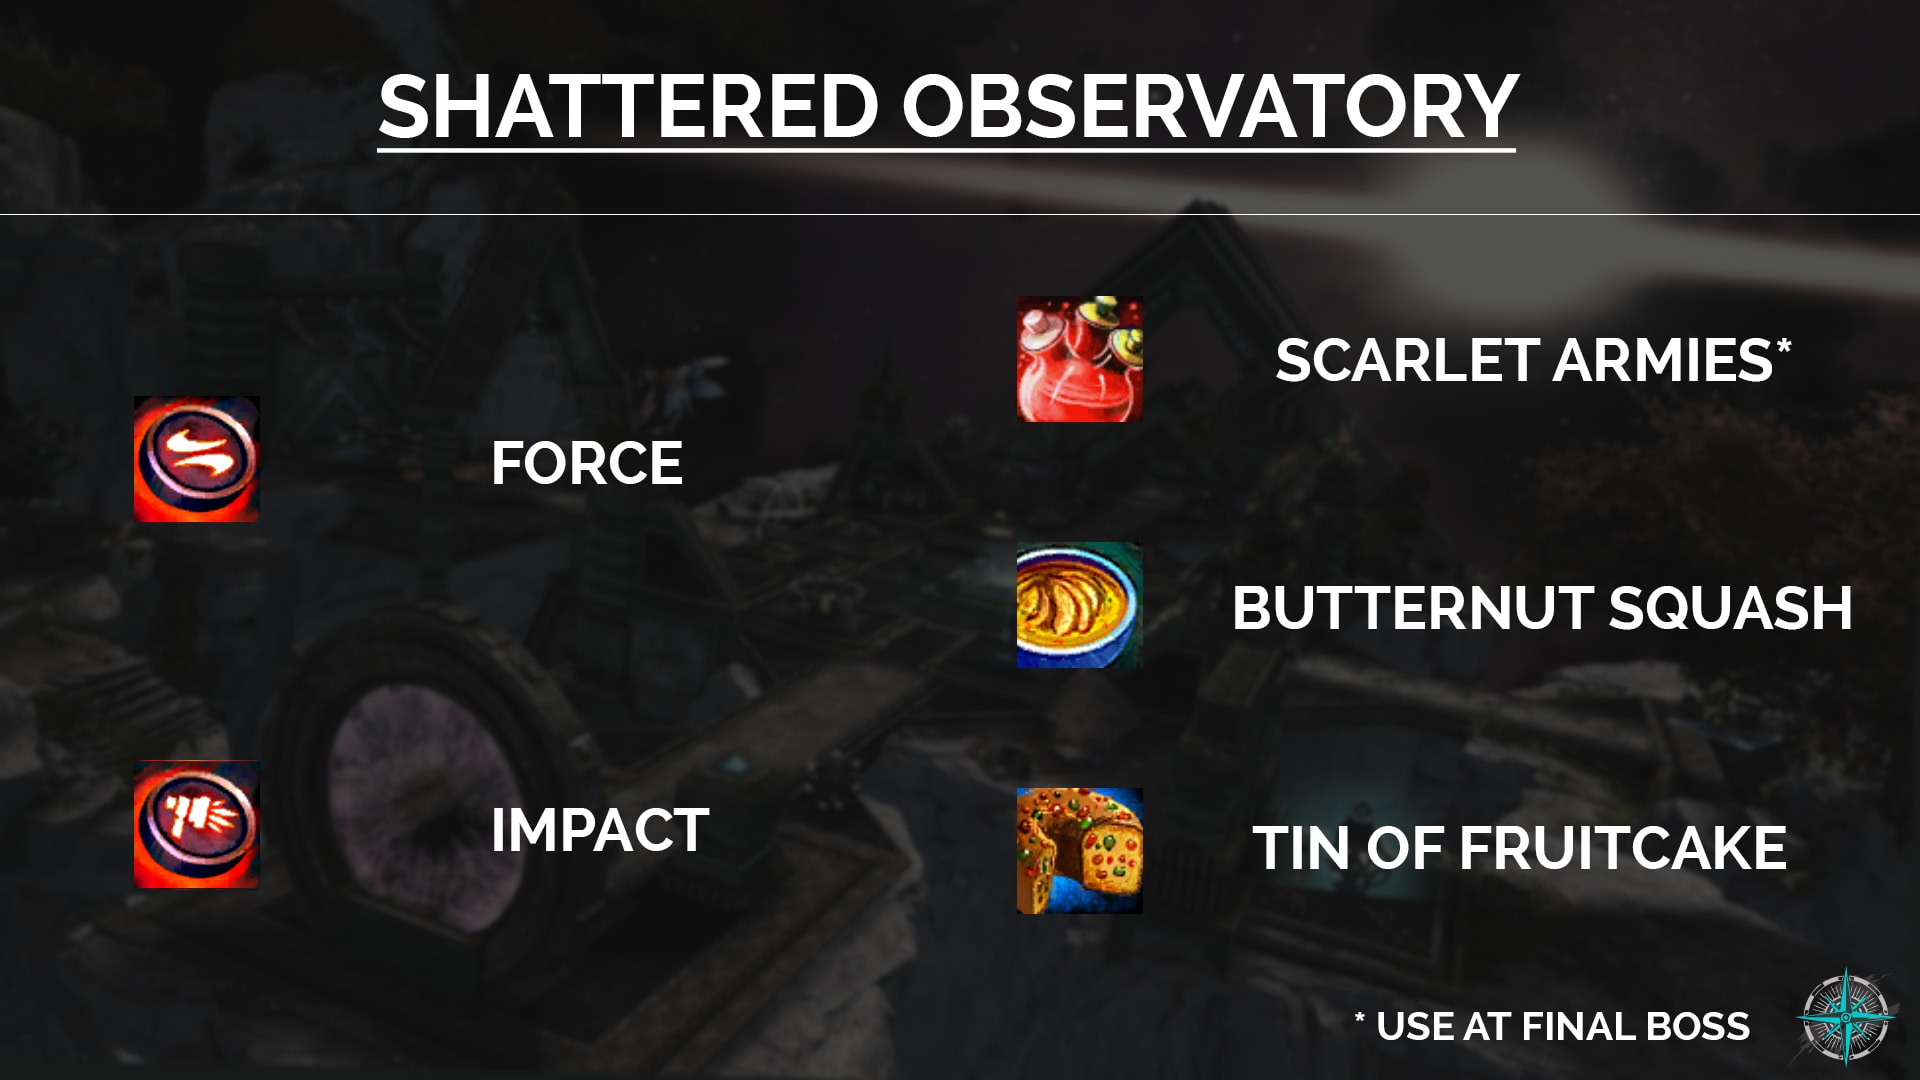 SHATTERED OBSERVATORY
FORCE
IMPACT
SCARLET ARMIES*
BUTTERNUT SQUASH
TIN OF FRUITCAKE
* USE AT FINAL BOSS